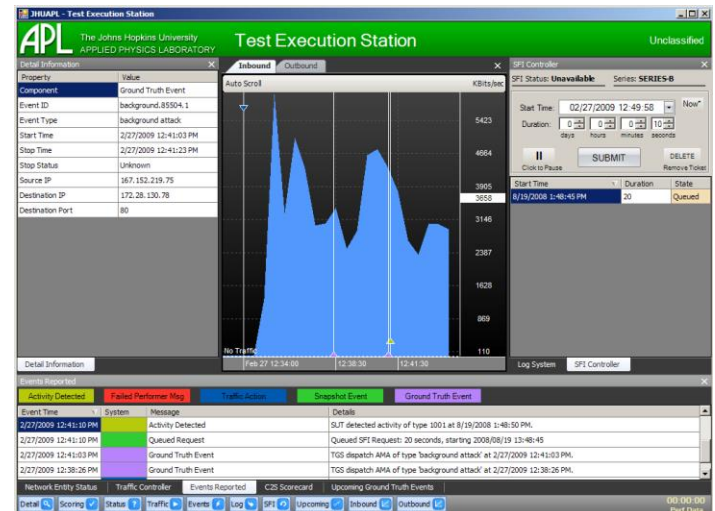 JHUAPL - Test Execution Station
APL The Johns Hopkins University
APPLIED PHYSICS LABORATORY
Test Execution Station
Unclassified
Detail Information
Property Value
Component Ground Truth Event
Event ID background.85504.1
Event Type background attack
Start Time 2/27/2009 12:41:03 PM
Stop Time 2/27/2009 12:41:23 PM
Stop Status Unknown
Source IP 167.152.219.75
Destination IP 172.28.130.78
Destination Port 80
Detail Information
Inbound Outbound
Auto Scroll KBits/sec
5423
4664
3905
3658
3146
2387
1628
869
No Traffic 110
Feb 27 12:34:00 12:38:30 12:41:30
SFI Controller
SFI Status: Unavailable Series: SERIES-B
Start Time: 02/27/2009 12:49:58 Now
Duration: 0 0 0 10
days hours minutes seconds
Click to Pause SUBMIT DELETE
Remove Ticket
Start Time Duration State
8/19/2008 1:48:45 PM 20 Queued
Log System SFI Controller
Events Reported
Activity Detected Failed Performer Msg Traffic Action Snapshot Event Ground Truth Event
Event Time System Message Details
2/27/2009 12:41:10 PM Activity Detected SUT detected activity of type 1001 at 8/19/2008 1:48:50 PM.
2/27/2009 12:41:10 PM Queued Request Queued SFI Request: 20 seconds, starting 2008/08/19 13:48:45
2/27/2009 12:41:03 PM Ground Truth Event TGS dispatch AMA of type 'background attack' at 2/27/2009 12:41:03 PM.
2/27/2009 12:38:26 PM Ground Truth Event TGS dispatch AMA of type 'background attack' at 2/27/2009 12:38:26 PM.
Network Entity Status Traffic Controller Events Reported C2S Scorecard Upcoming Ground Truth Events
Detail Scoring Status Traffic Events Log SFI Upcoming Inbound Outbound
00:00:00